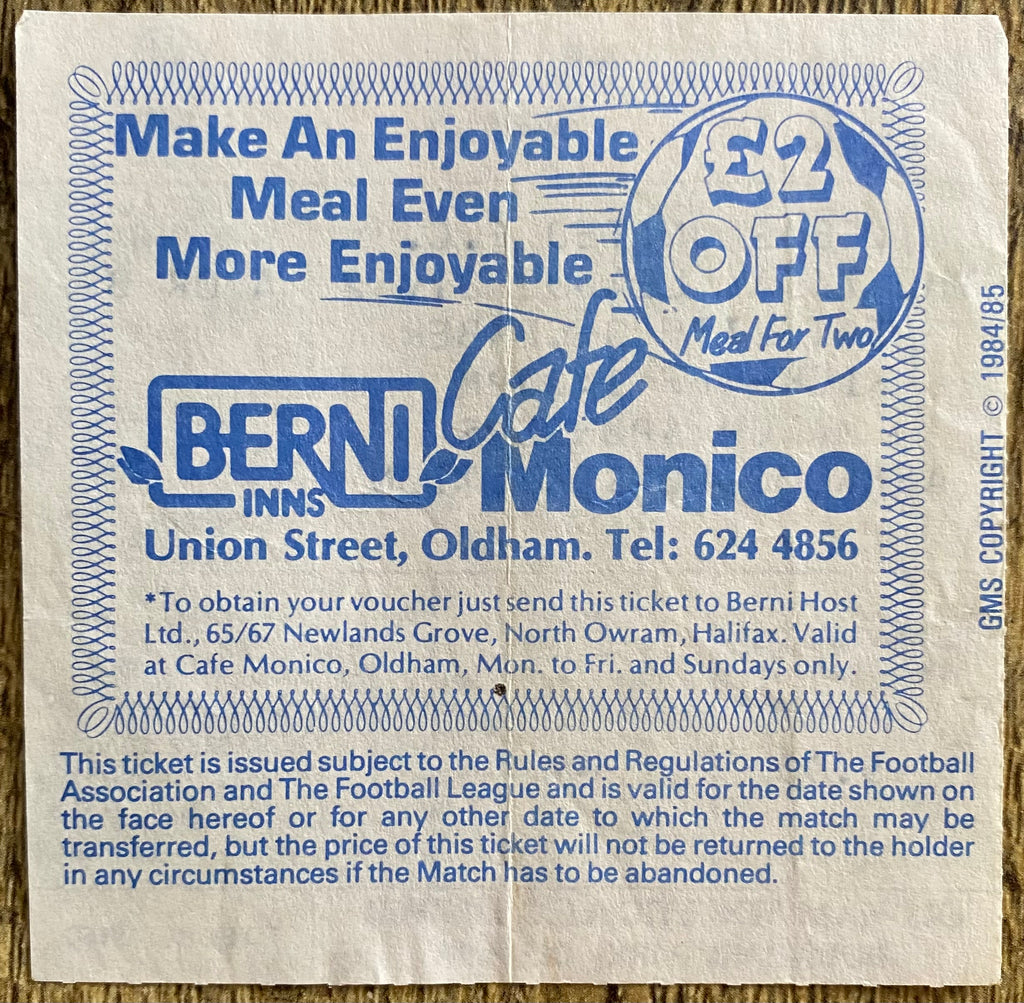 Make An Enjoyable
Meal Even
More Enjoyable
£2
OFF
Meal For Two
BERNI
INNS
Cafe
Monico
Union Street, Oldham. Tel: 624 4856
*To obtain your voucher just send this ticket to Berni Host
Ltd., 65/67 Newlands Grove, North Owram, Halifax. Valid
at Cafe Monico, Oldham, Mon. to Fri. and Sundays only.
This ticket is issued subject to the Rules and Regulations of The Football
Association and The Football League and is valid for the date shown on
the face hereof or for any other date to which the match may be
transferred, but the price of this ticket will not be returned to the holder
in any circumstances if the Match has to be abandoned.
GMS COPYRIGHT © 1984/85